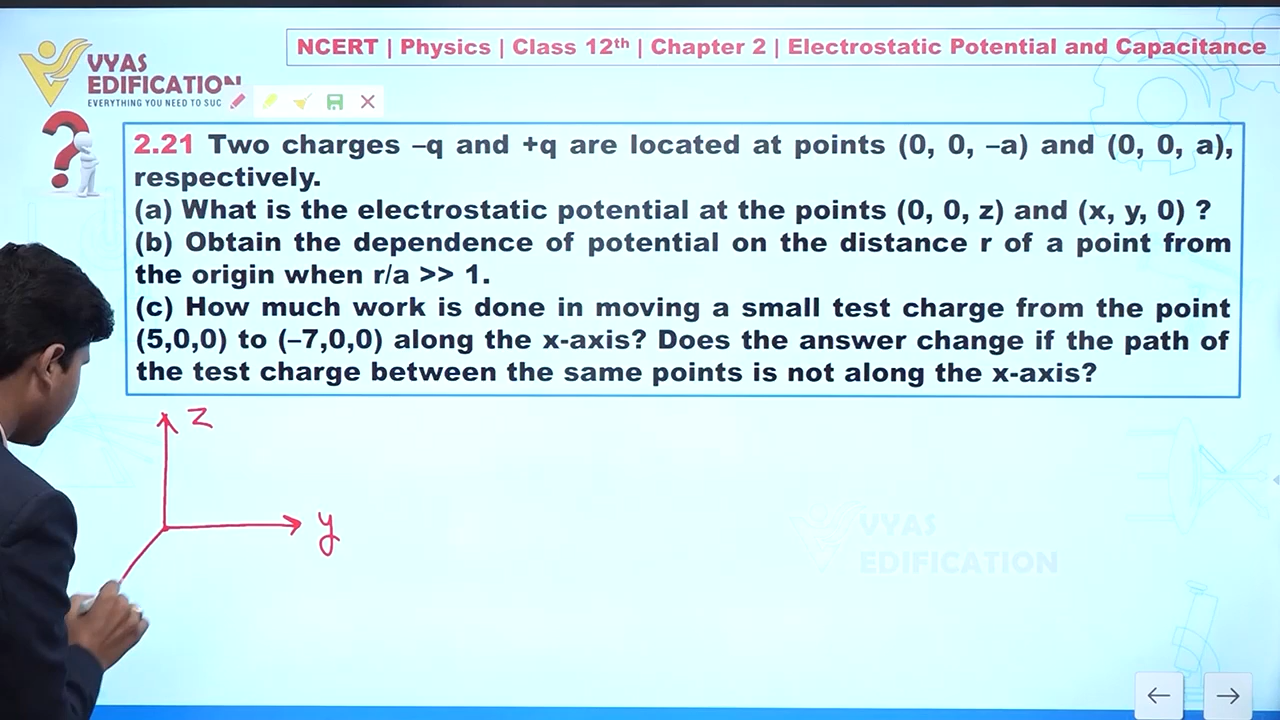 NCERT | Physics | Class 12th | Chapter 2 | Electrostatic Potential and Capacitance
VYAS
EDIFICATION
EVERYTHING YOU NEED TO SUC
2.21 Two charges –q and +q are located at points (0, 0, –a) and (0, 0, a),
respectively.
(a) What is the electrostatic potential at the points (0, 0, z) and (x, y, 0) ?
(b) Obtain the dependence of potential on the distance r of a point from
the origin when r/a >> 1.
(c) How much work is done in moving a small test charge from the point
(5,0,0) to (–7,0,0) along the x-axis? Does the answer change if the path of
the test charge between the same points is not along the x-axis?
z
y
VYAS
EDIFICATION